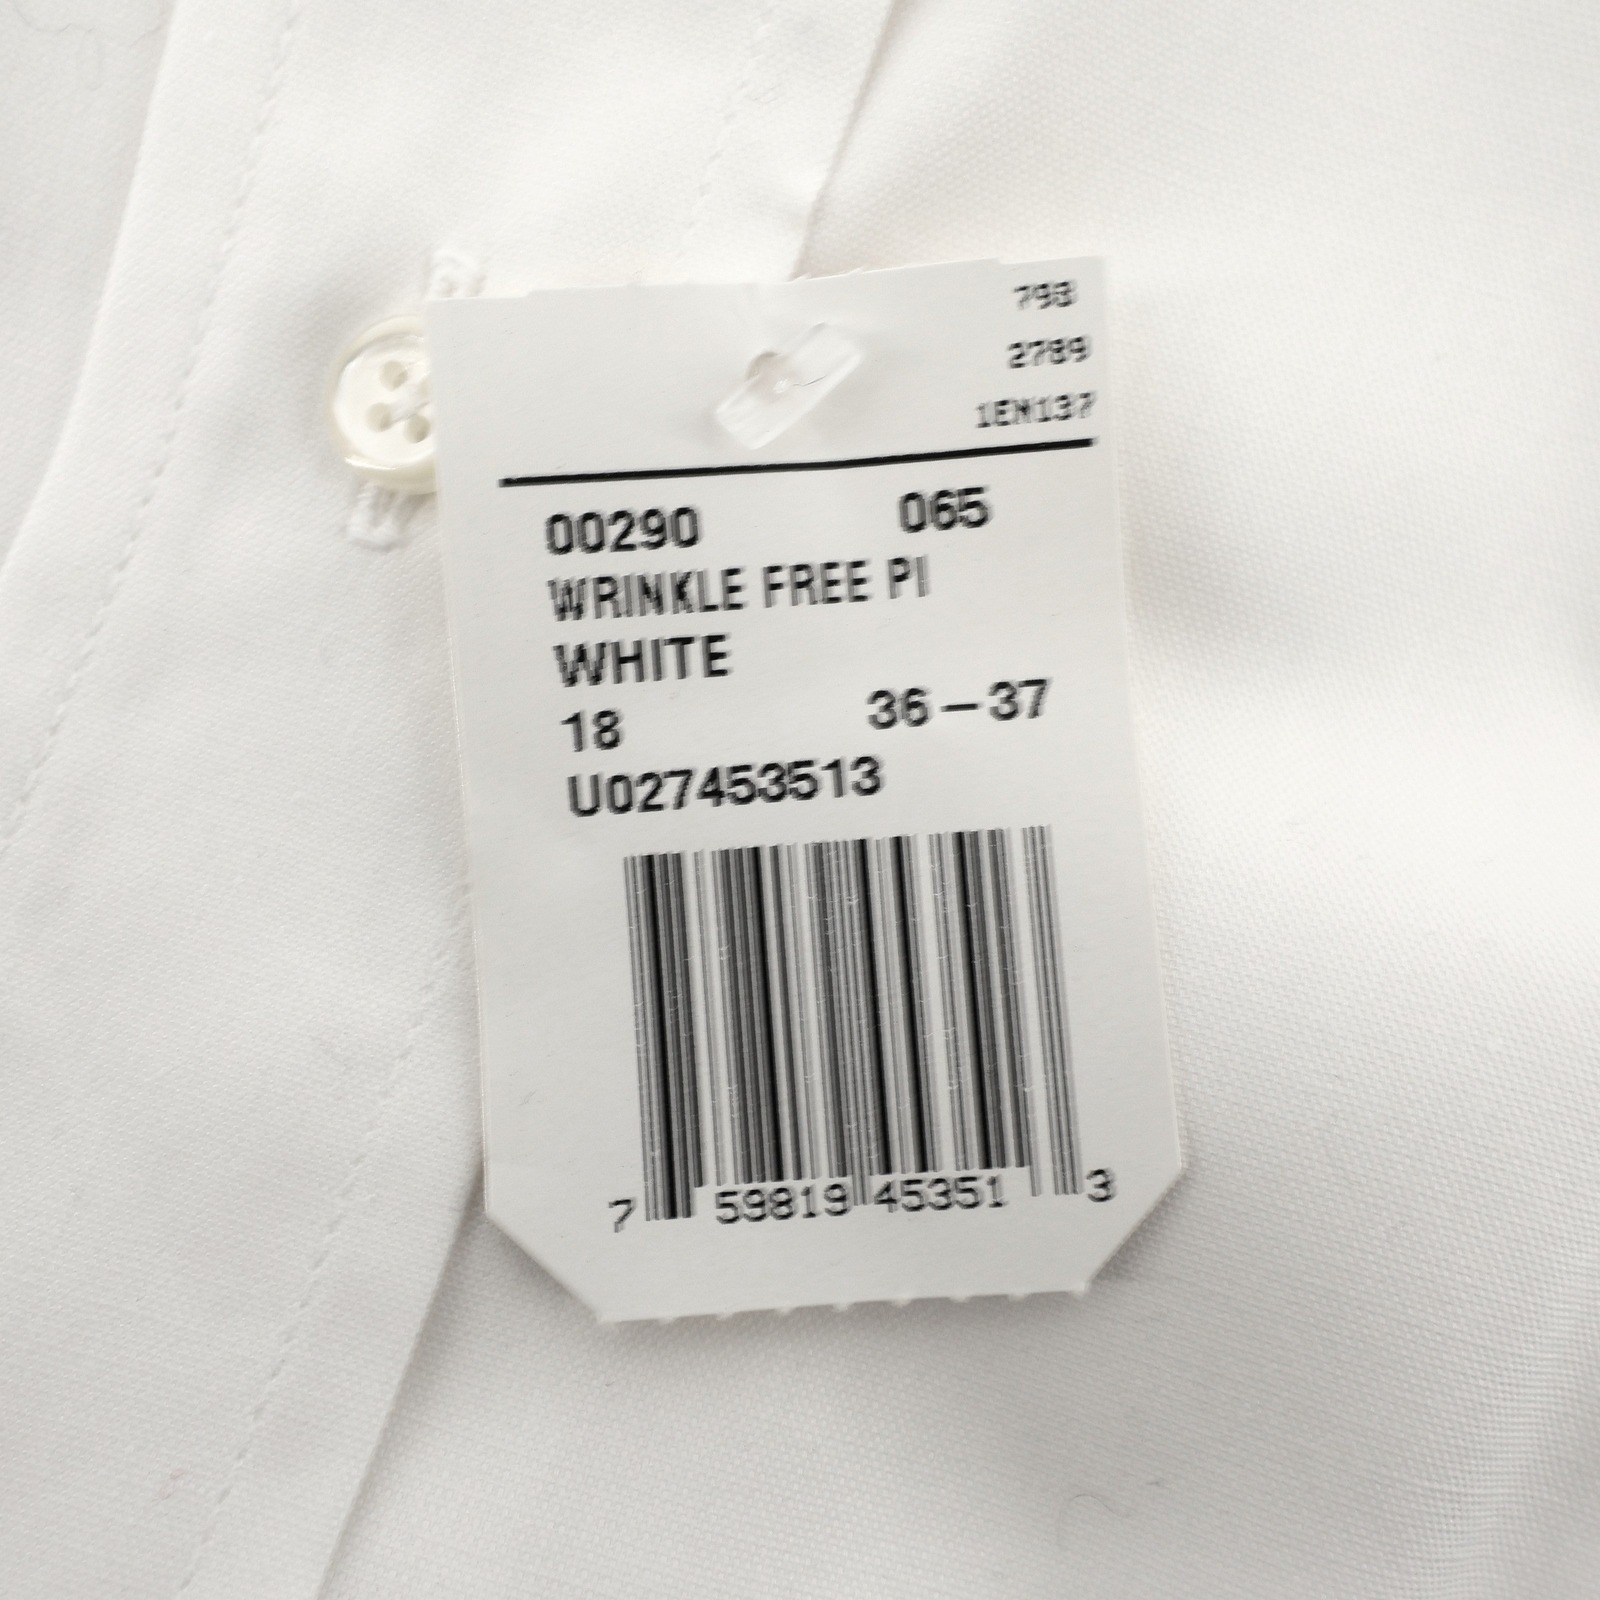 793
2789
1EM137
00290 065
WRINKLE FREE PI
WHITE
18 36-37
U027453513
7 59819 45351 3